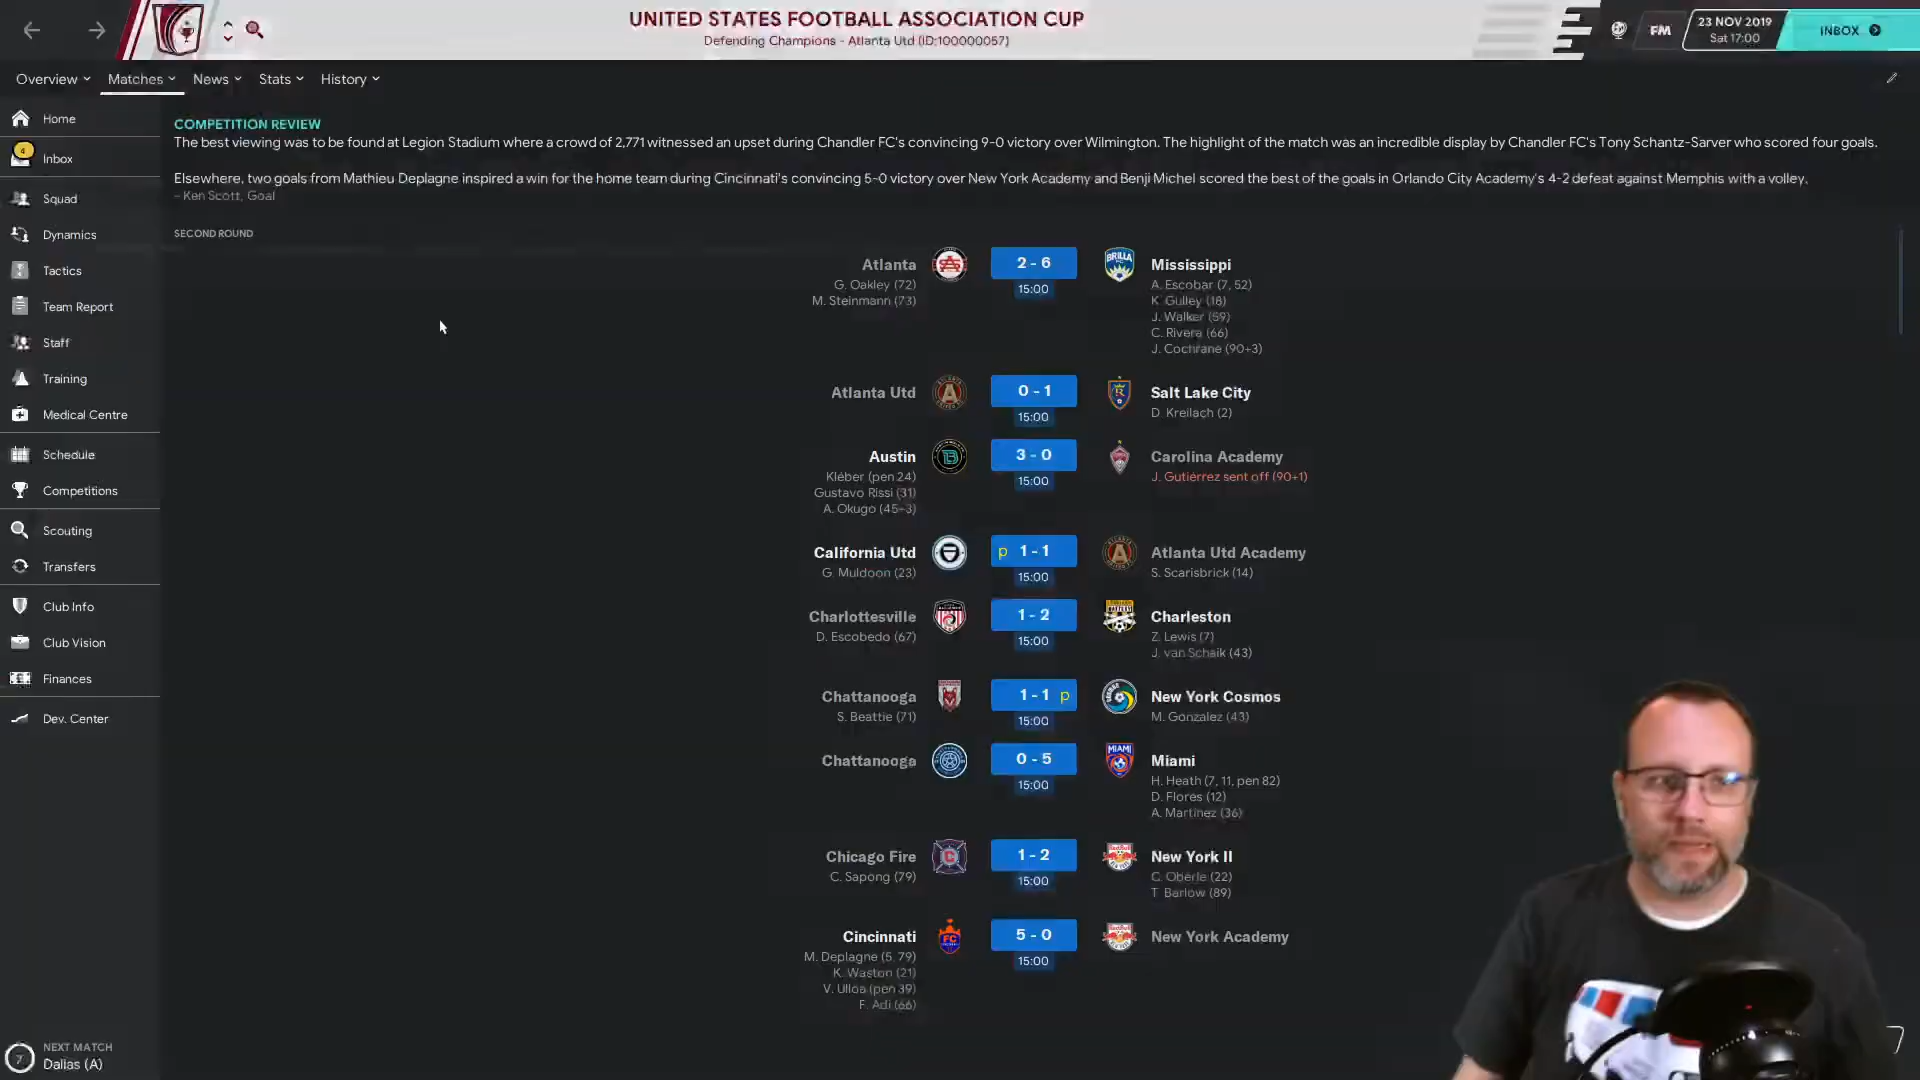 UNITED STATES FOOTBALL ASSOCIATION CUP
Defending Champions - Atlanta Utd (ID:100000057)
FM
23 NOV 2019
Sat 17:00
INBOX
Overview
Matches
News
Stats
History
Home
4
Inbox
Squad
Dynamics
Tactics
Team Report
Staff
Training
Medical Centre
Schedule
Competitions
Scouting
Transfers
Club Info
Club Vision
Finances
Dev. Center
NEXT MATCH
Dallas (A)
COMPETITION REVIEW
The best viewing was to be found at Legion Stadium where a crowd of 2,771 witnessed an upset during Chandler FC's convincing 9-0 victory over Wilmington. The highlight of the match was an incredible display by Chandler FC's Tony Schantz-Sarver who scored four goals.
Elsewhere, two goals from Mathieu Deplagne inspired a win for the home team during Cincinnati's convincing 5-0 victory over New York Academy and Benji Michel scored the best of the goals in Orlando City Academy's 4-2 defeat against Memphis with a volley.
- Ken Scott, Goal
SECOND ROUND
Atlanta 2 - 6 Mississippi
G. Oakley (72) 15:00 A. Escobar (7, 52)
M. Steinmann (73) K. Gulley (18)
J. Walker (59)
C. Rivera (66)
J. Cochrane (90+3)
Atlanta Utd 0 - 1 Salt Lake City
15:00 D. Kreilach (2)
Austin 3 - 0 Carolina Academy
Kléber (pen 24) 15:00 J. Gutiérrez sent off (90+1)
Gustavo Rissi (31)
A. Okugo (45+3)
California Utd p 1 - 1 Atlanta Utd Academy
G. Muldoon (23) 15:00 S. Scarisbrick (14)
Charlottesville 1 - 2 Charleston
D. Escobedo (67) 15:00 Z. Lewis (7)
J. van Schaik (43)
Chattanooga 1 - 1 p New York Cosmos
S. Beattie (71) 15:00 M. Gonzalez (43)
Chattanooga 0 - 5 Miami
15:00 H. Heath (7, 11, pen 82)
D. Flores (12)
A. Martínez (36)
Chicago Fire 1 - 2 New York II
C. Sapong (79) 15:00 C. Oberle (22)
T. Barlow (89)
Cincinnati 5 - 0 New York Academy
M. Deplagne (5, 79) 15:00
K. Waston (21)
V. Ulloa (pen 39)
F. Adi (66)